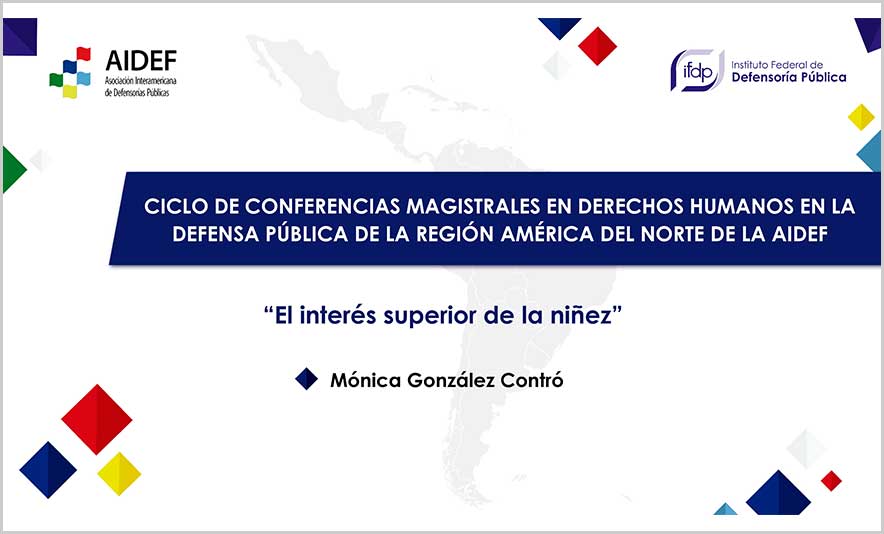 AIDEF
Asociación Interamericana
de Defensorías Públicas
ifdp
Instituto Federal de
Defensoría Pública
CICLO DE CONFERENCIAS MAGISTRALES EN DERECHOS HUMANOS EN LA
DEFENSA PÚBLICA DE LA REGIÓN AMÉRICA DEL NORTE DE LA AIDEF
“El interés superior de la niñez”
Mónica González Contró